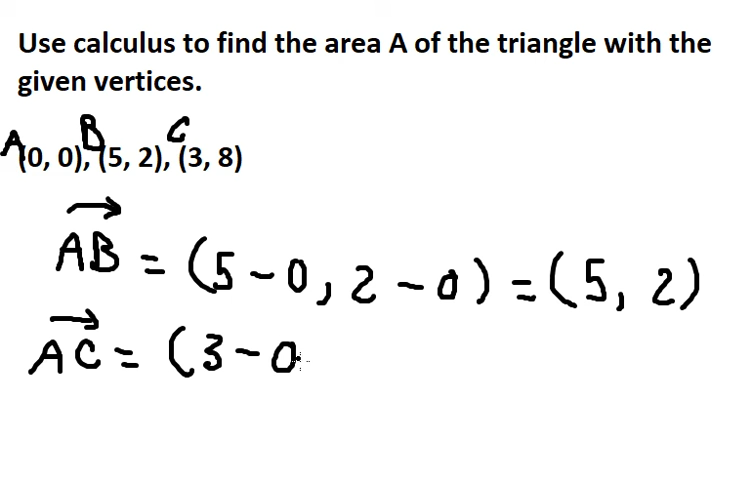 Use calculus to find the area A of the triangle with the
given vertices.
A B C
(0, 0), (5, 2), (3, 8)
AB = (5-0, 2-0) = (5, 2)
AC = (3-0